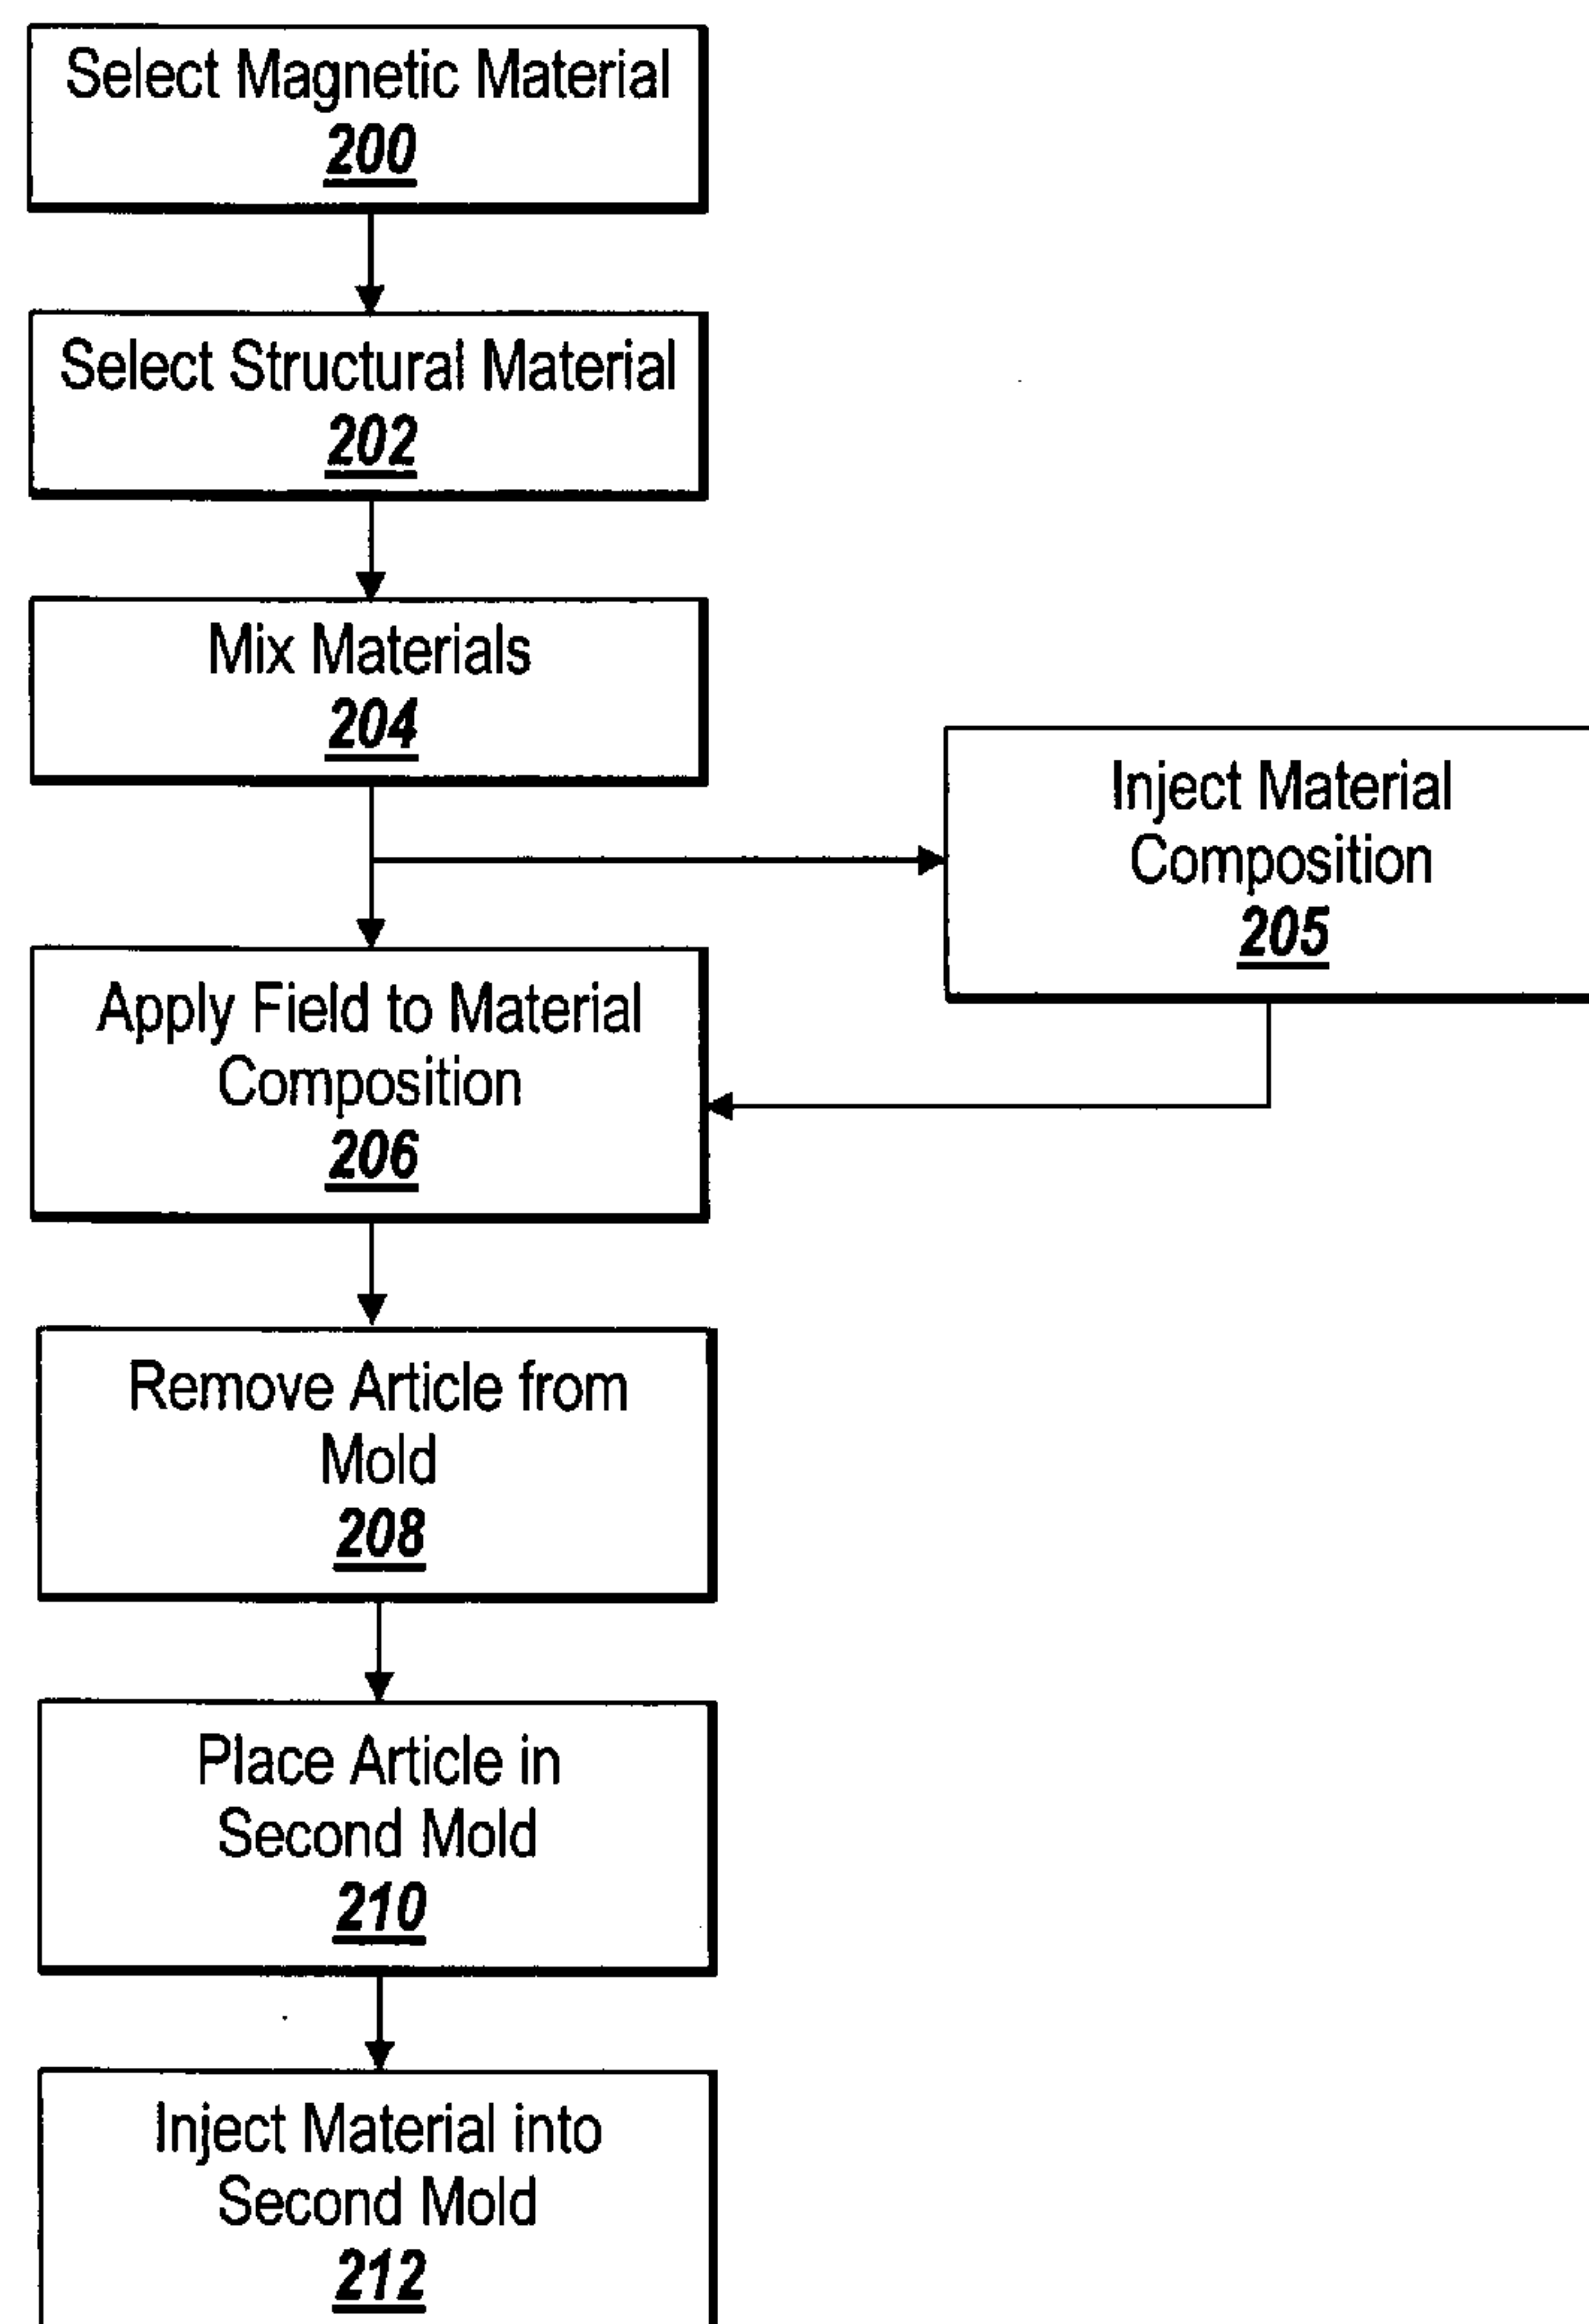 Select Magnetic Material
200
Select Structural Material
202
Mix Materials
204
Inject Material
Composition
205
Apply Field to Material
Composition
206
Remove Article from
Mold
208
Place Article in
Second Mold
210
Inject Material into
Second Mold
212